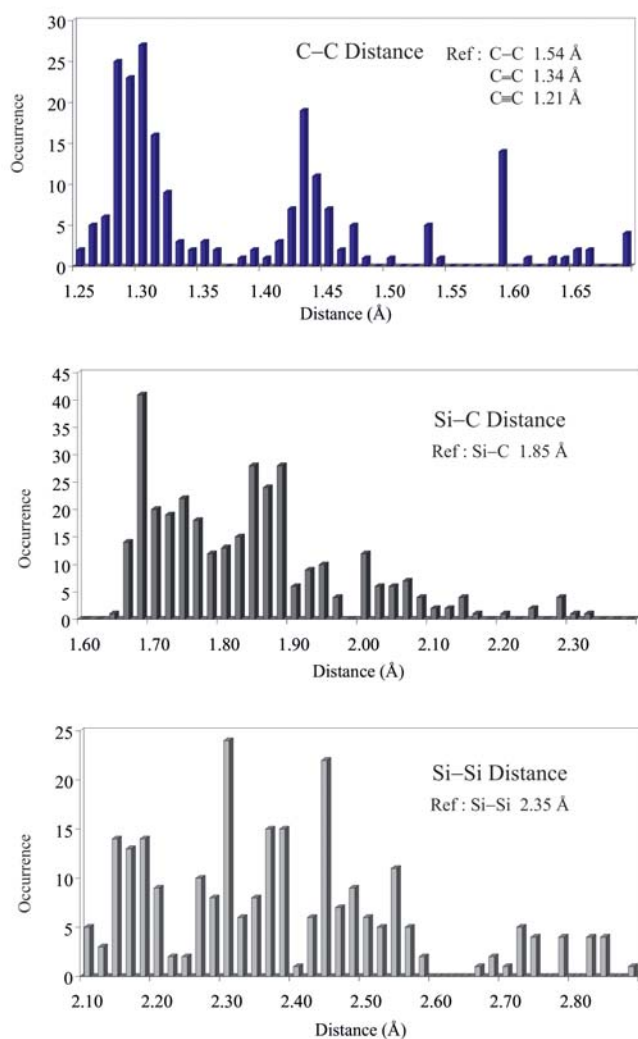 30
25
20
15
10
5
0
Occurrence
C–C Distance
Ref : C–C 1.54 Å
C=C 1.34 Å
C≡C 1.21 Å
1.25 1.30 1.35 1.40 1.45 1.50 1.55 1.60 1.65
Distance (Å)
45
40
35
30
25
20
15
10
5
0
Occurrence
Si–C Distance
Ref : Si–C 1.85 Å
1.60 1.70 1.80 1.90 2.00 2.10 2.20 2.30
Distance (Å)
25
20
15
10
5
0
Occurrence
Si–Si Distance
Ref : Si–Si 2.35 Å
2.10 2.20 2.30 2.40 2.50 2.60 2.70 2.80
Distance (Å)